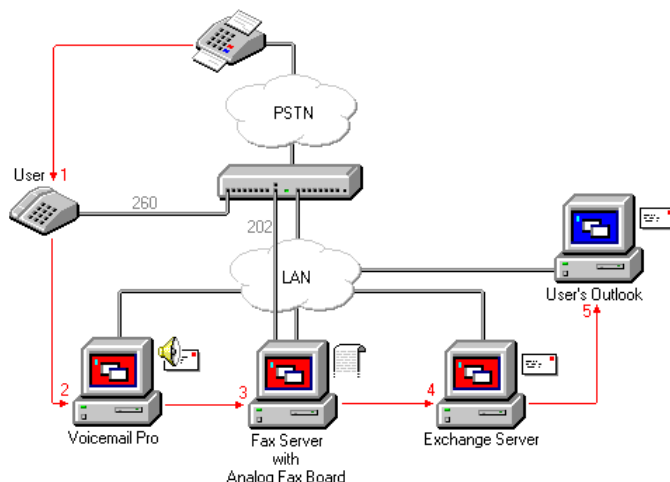 PSTN
User 1
260
202
LAN
User's Outlook
5
2
3
4
Voicemail Pro
Fax Server
with
Analog Fax Board
Exchange Server